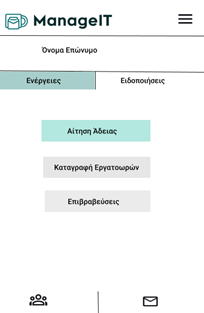 ManageIT
Όνομα Επώνυμο
Ενέργειες
Ειδοποιήσεις
Αίτηση Άδειας
Καταγραφή Εργατοωρών
Επιβραβεύσεις